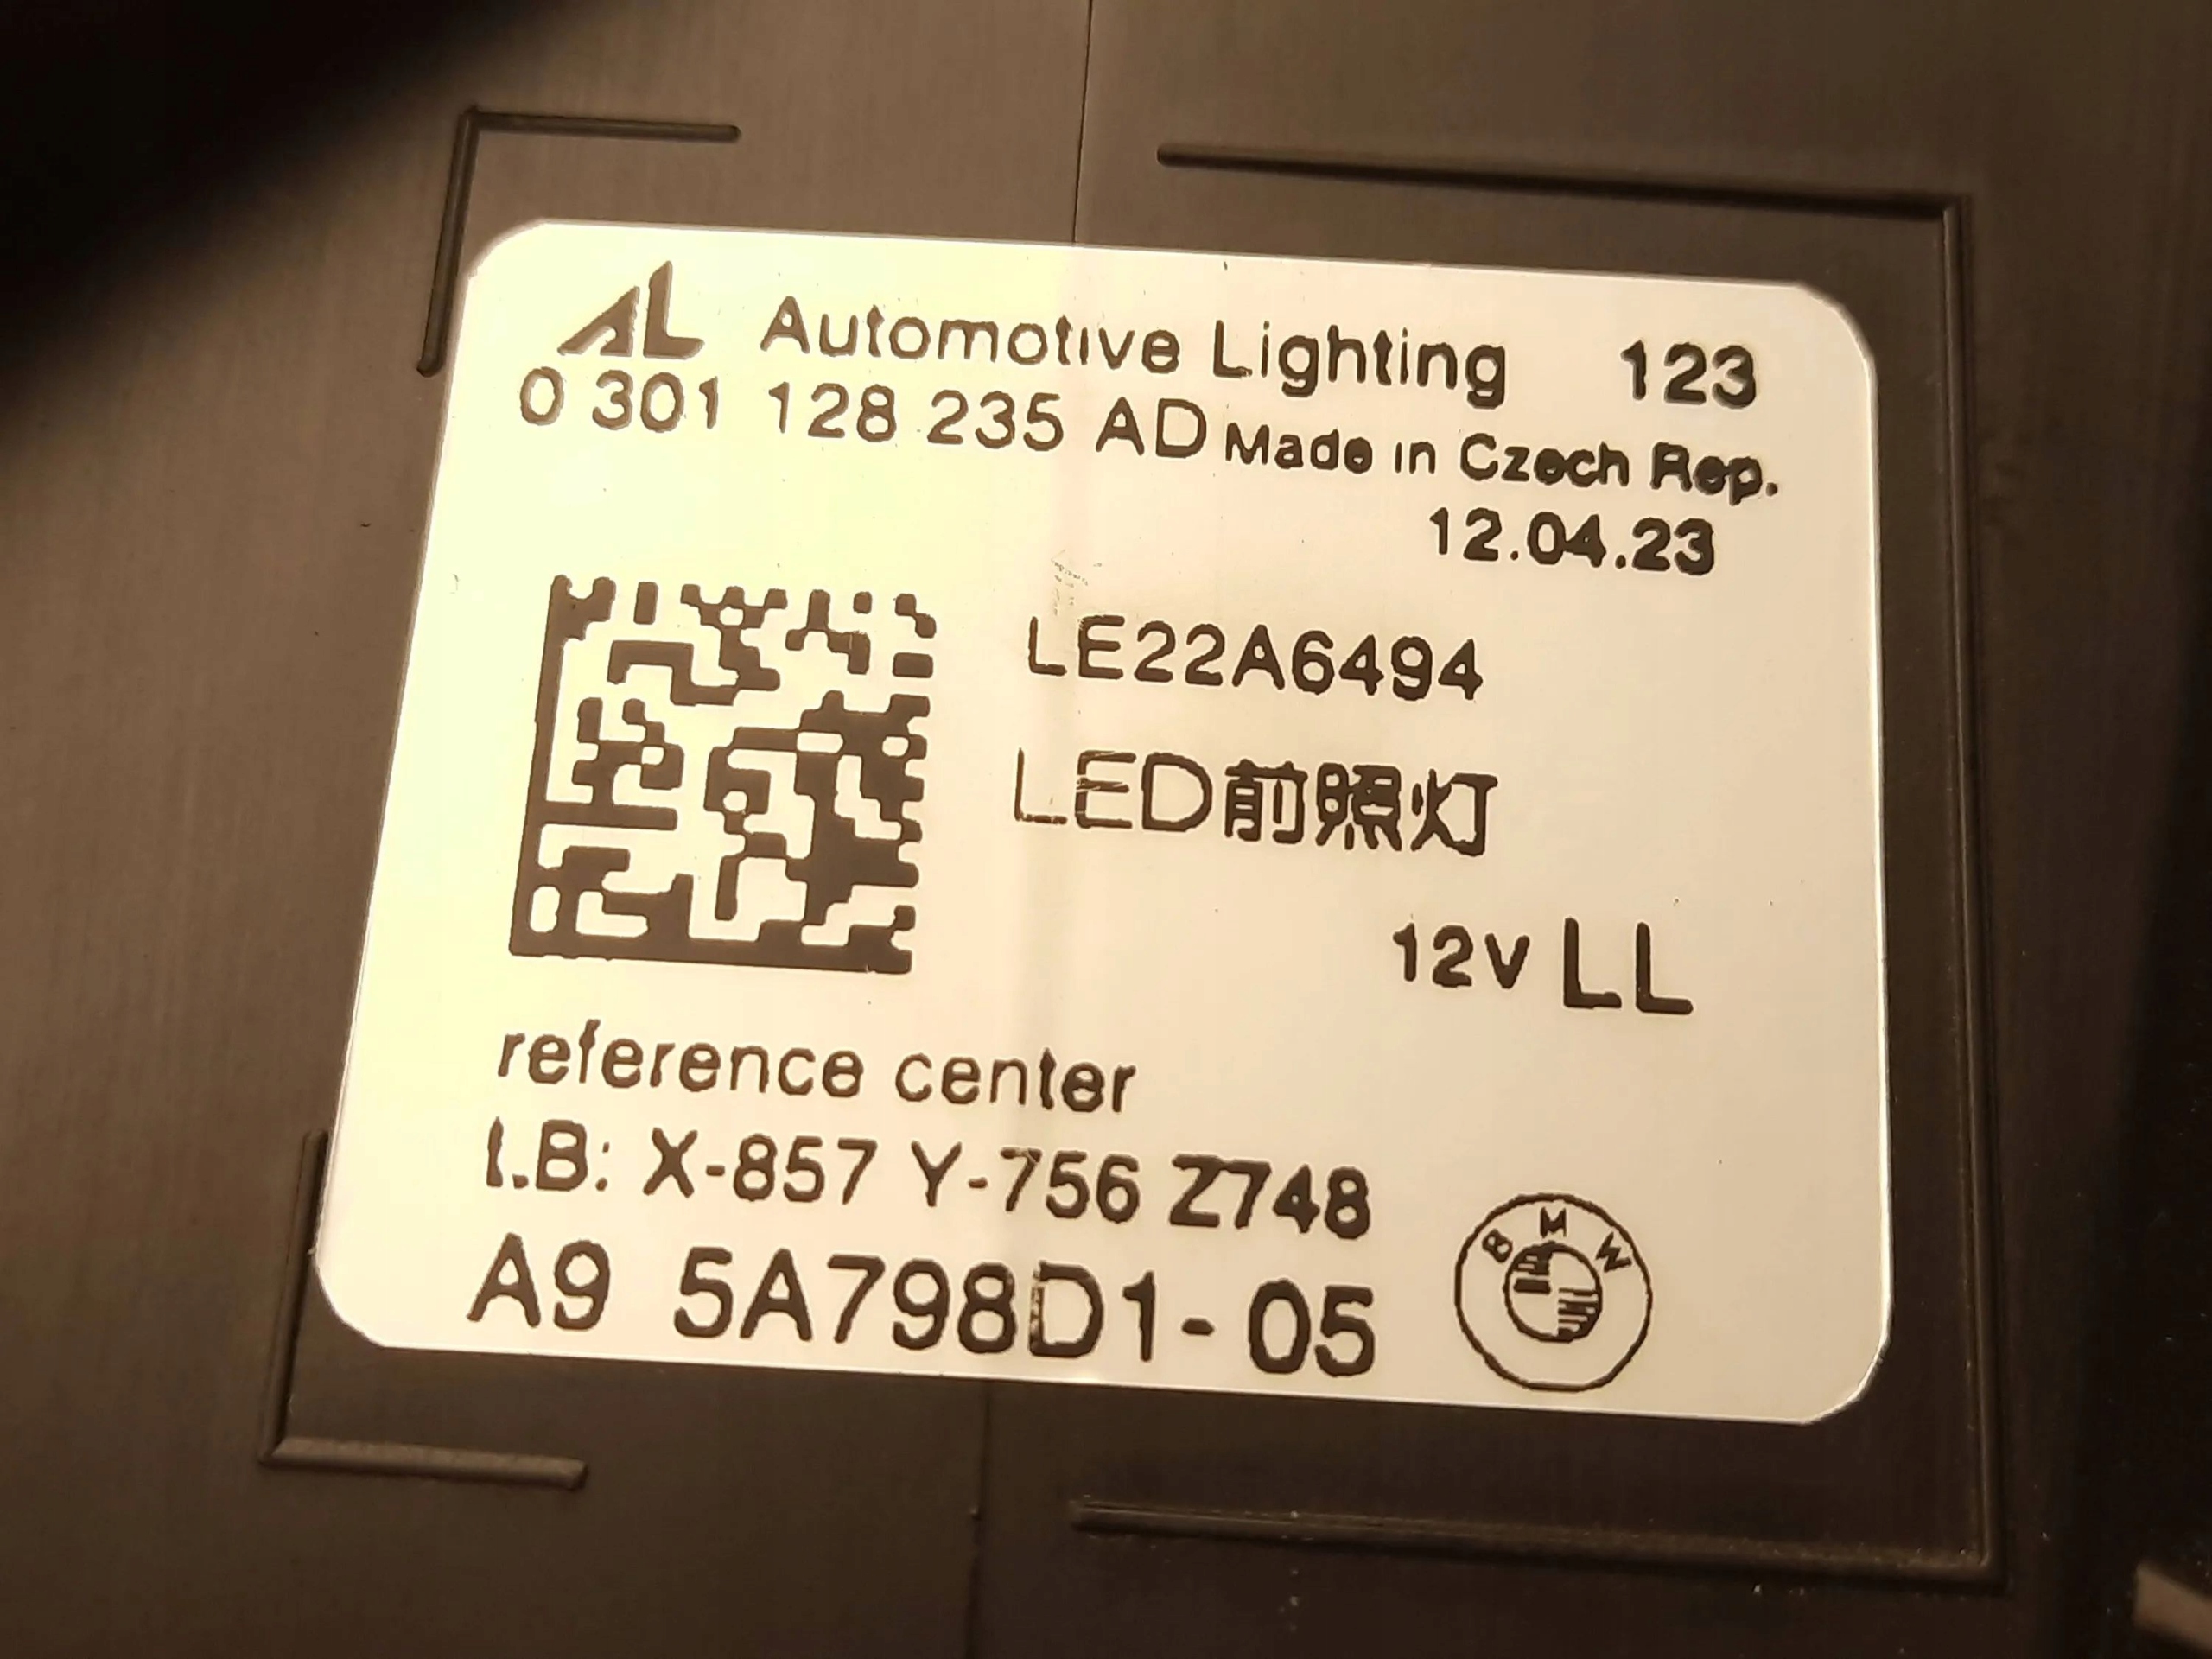 AL Automotive Lighting 123
0 301 128 235 AD Made in Czech Rep.
12.04.23
LE22A6494
LED前照灯
12V LL
reference center
L.B: X-857 Y-756 Z748
A9 5A798D1-05
BMW